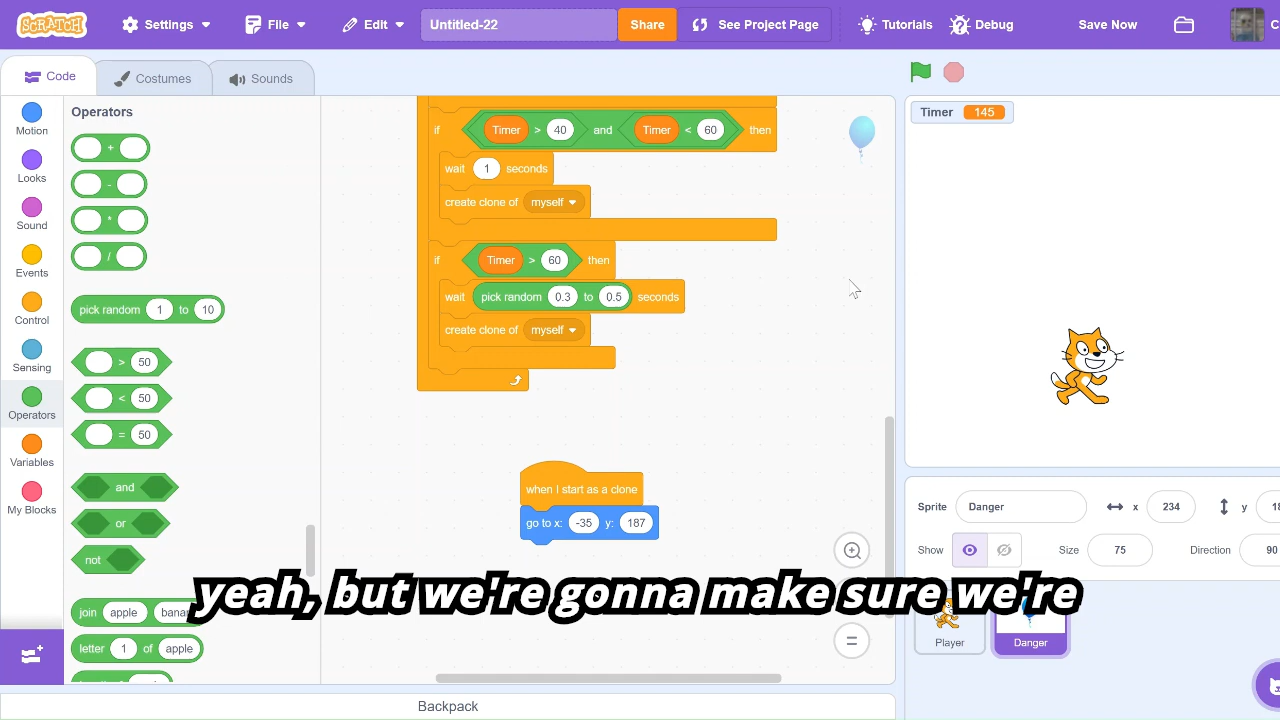 SCRATCH Settings File Edit Untitled-22 Share See Project Page Tutorials Debug Save Now
Code Costumes Sounds
Motion
Looks
Sound
Events
Control
Sensing
Operators
Variables
My Blocks
Operators
+
-
*
/
pick random 1 to 10
> 50
< 50
= 50
and
or
not
join apple banan
letter 1 of apple
if Timer > 40 and Timer < 60 then
wait 1 seconds
create clone of myself
if Timer > 60 then
wait pick random 0.3 to 0.5 seconds
create clone of myself
when I start as a clone
go to x: -35 y: 187
Timer 145
Sprite Danger x 234 y 18
Show Size 75 Direction 90
Player Danger
yeah, but we're gonna make sure we're
Backpack